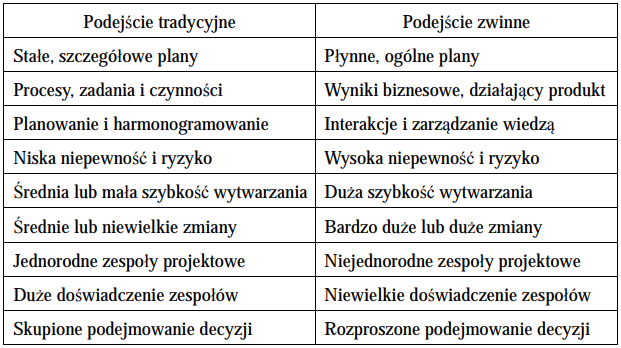 Podejście tradycyjne
Podejście zwinne
Stałe, szczegółowe plany
Płynne, ogólne plany
Procesy, zadania i czynności
Wyniki biznesowe, działający produkt
Planowanie i harmonogramowanie
Interakcje i zarządzanie wiedzą
Niska niepewność i ryzyko
Wysoka niepewność i ryzyko
Średnia lub mała szybkość wytwarzania
Duża szybkość wytwarzania
Średnie lub niewielkie zmiany
Bardzo duże lub duże zmiany
Jednorodne zespoły projektowe
Niejednorodne zespoły projektowe
Duże doświadczenie zespołów
Niewielkie doświadczenie zespołów
Skupione podejmowanie decyzji
Rozproszone podejmowanie decyzji